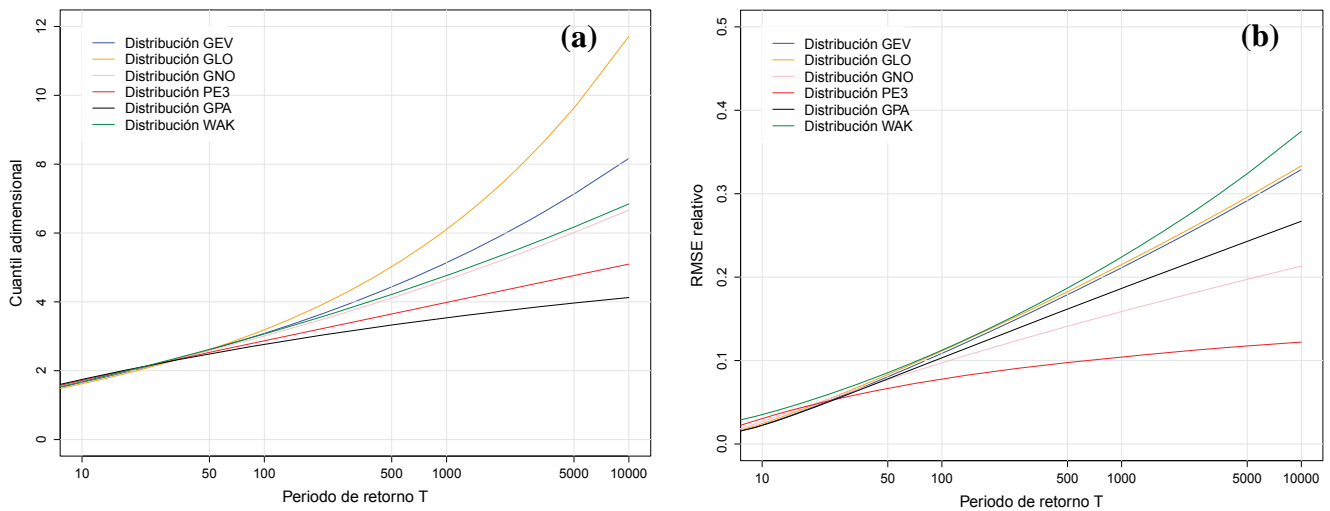 (a)
Distribución GEV
Distribución GLO
Distribución GNO
Distribución PE3
Distribución GPA
Distribución WAK
Cuantil adimensional
12
10
8
6
4
2
0
10
50
100
500
1000
5000
10000
Periodo de retorno T
(b)
Distribución GEV
Distribución GLO
Distribución GNO
Distribución PE3
Distribución GPA
Distribución WAK
RMSE relativo
0.5
0.4
0.3
0.2
0.1
0.0
10
50
100
500
1000
5000
10000
Periodo de retorno T